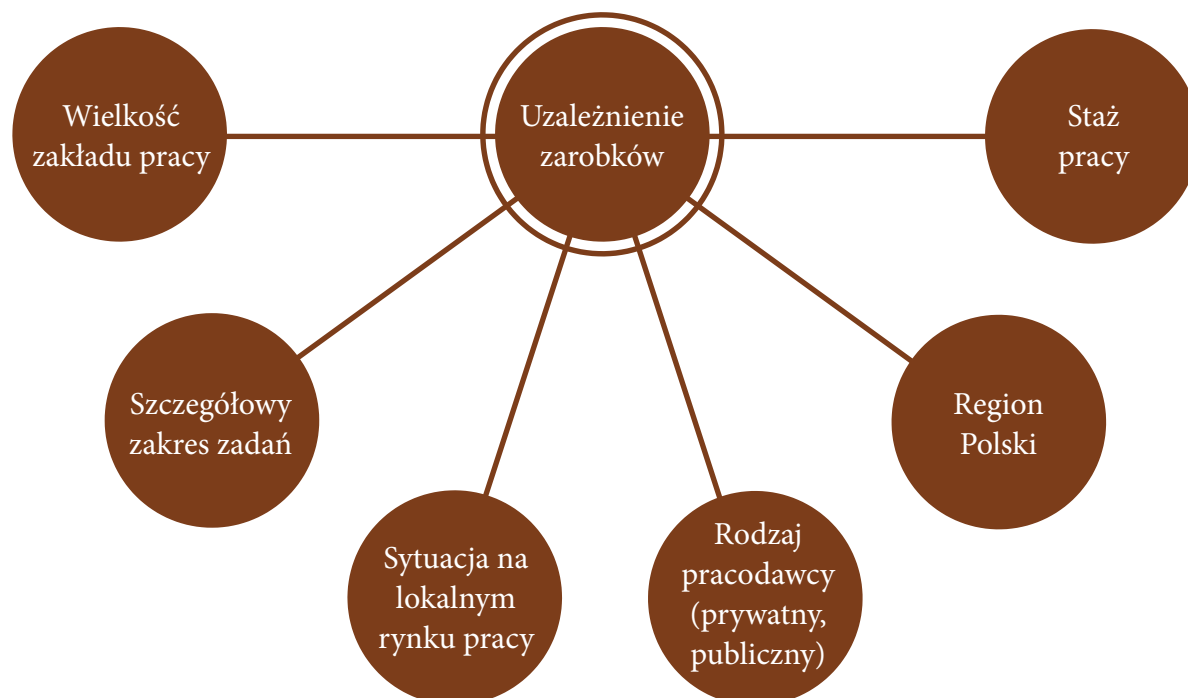 Wielkość
zakładu pracy
Uzależnienie
zarobków
Staż
pracy
Szczegółowy
zakres zadań
Region
Polski
Sytuacja na
lokalnym
rynku pracy
Rodzaj
pracodawcy
(prywatny,
publiczny)